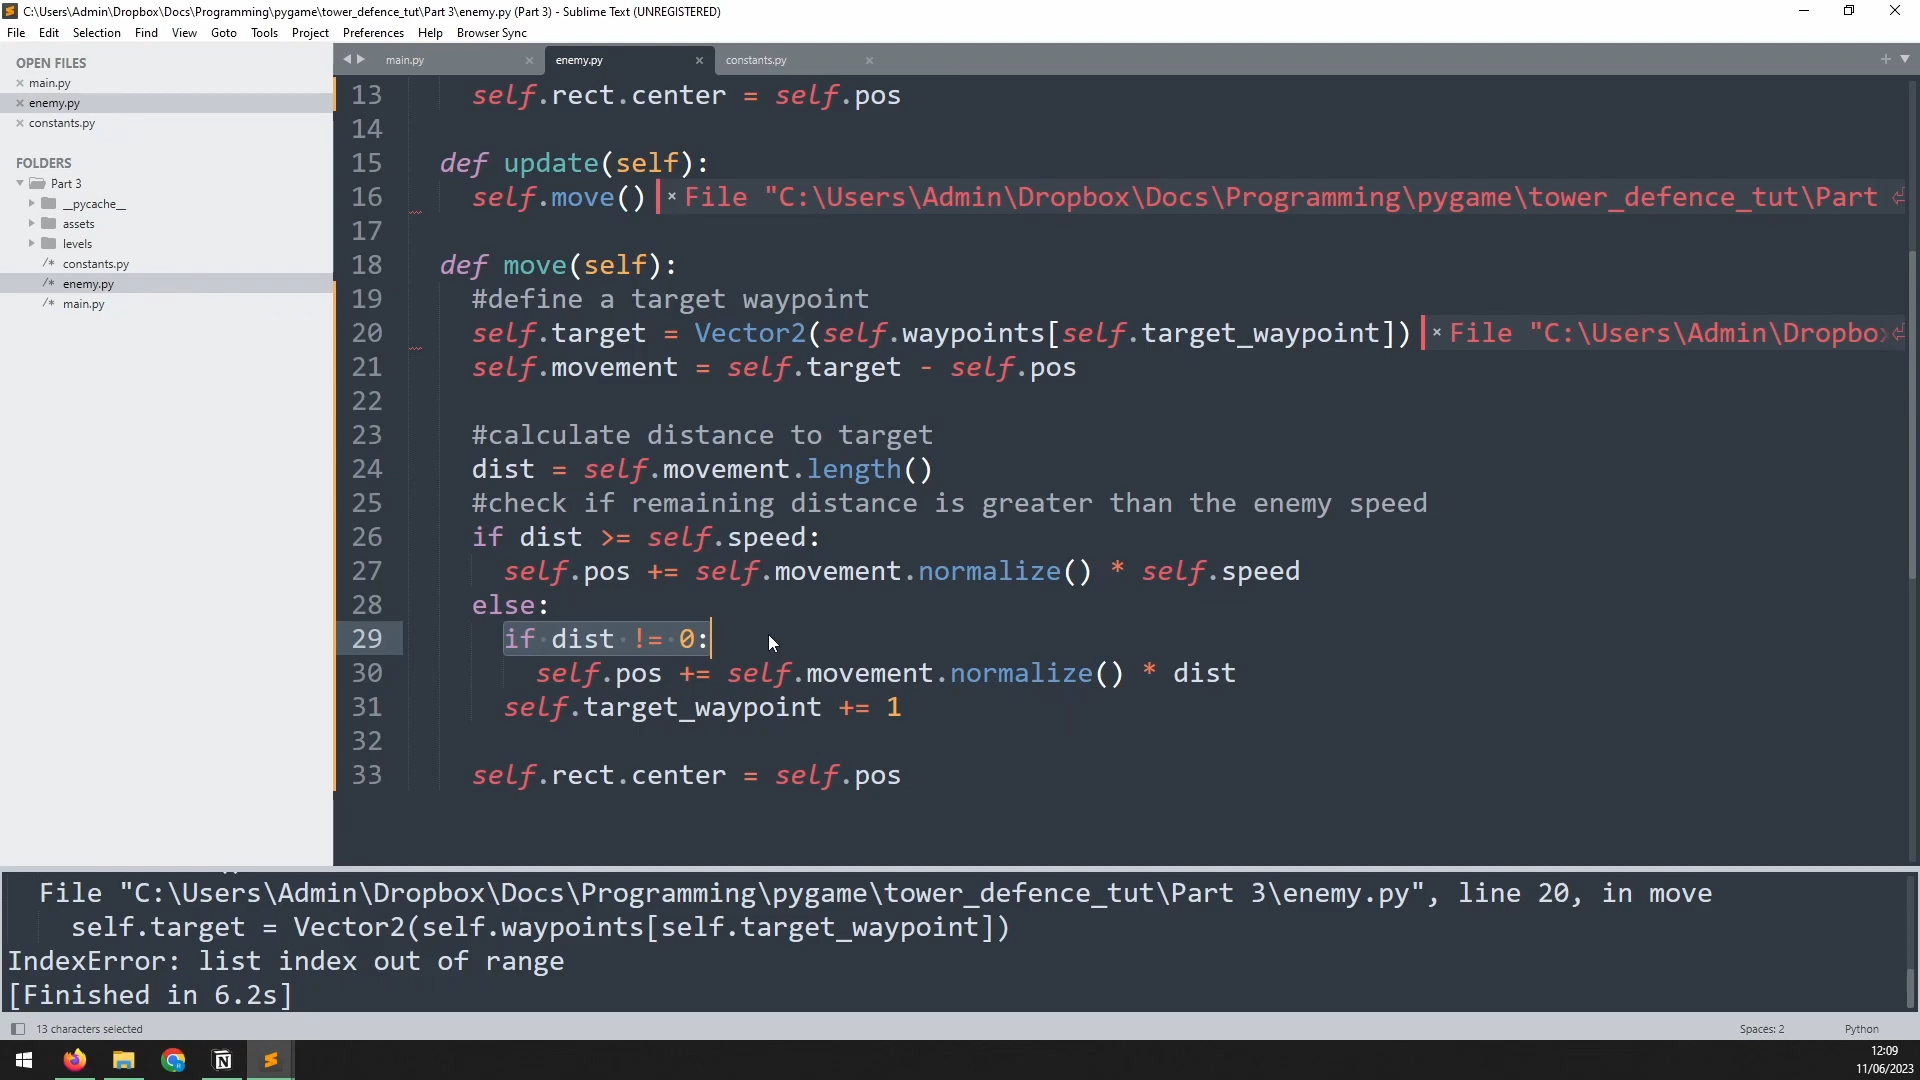 C:\Users\Admin\Dropbox\Docs\Programming\pygame\tower_defence_tut\Part 3\enemy.py (Part 3) - Sublime Text (UNREGISTERED)
File Edit Selection Find View Goto Tools Project Preferences Help Browser Sync
OPEN FILES
main.py
enemy.py
constants.py
FOLDERS
Part 3
__pycache__
assets
levels
/* constants.py
/* enemy.py
/* main.py
main.py × enemy.py × constants.py ×
13 self.rect.center = self.pos
14
15 def update(self):
16 self.move() × File "C:\Users\Admin\Dropbox\Docs\Programming\pygame\tower_defence_tut\Part
17
18 def move(self):
19 #define a target waypoint
20 self.target = Vector2(self.waypoints[self.target_waypoint]) × File "C:\Users\Admin\Dropbo
21 self.movement = self.target - self.pos
22
23 #calculate distance to target
24 dist = self.movement.length()
25 #check if remaining distance is greater than the enemy speed
26 if dist >= self.speed:
27 self.pos += self.movement.normalize() * self.speed
28 else:
29 if dist != 0:
30 self.pos += self.movement.normalize() * dist
31 self.target_waypoint += 1
32
33 self.rect.center = self.pos
File "C:\Users\Admin\Dropbox\Docs\Programming\pygame\tower_defence_tut\Part 3\enemy.py", line 20, in move
self.target = Vector2(self.waypoints[self.target_waypoint])
IndexError: list index out of range
[Finished in 6.2s]
13 characters selected Spaces: 2 Python
12:09
11/06/2023